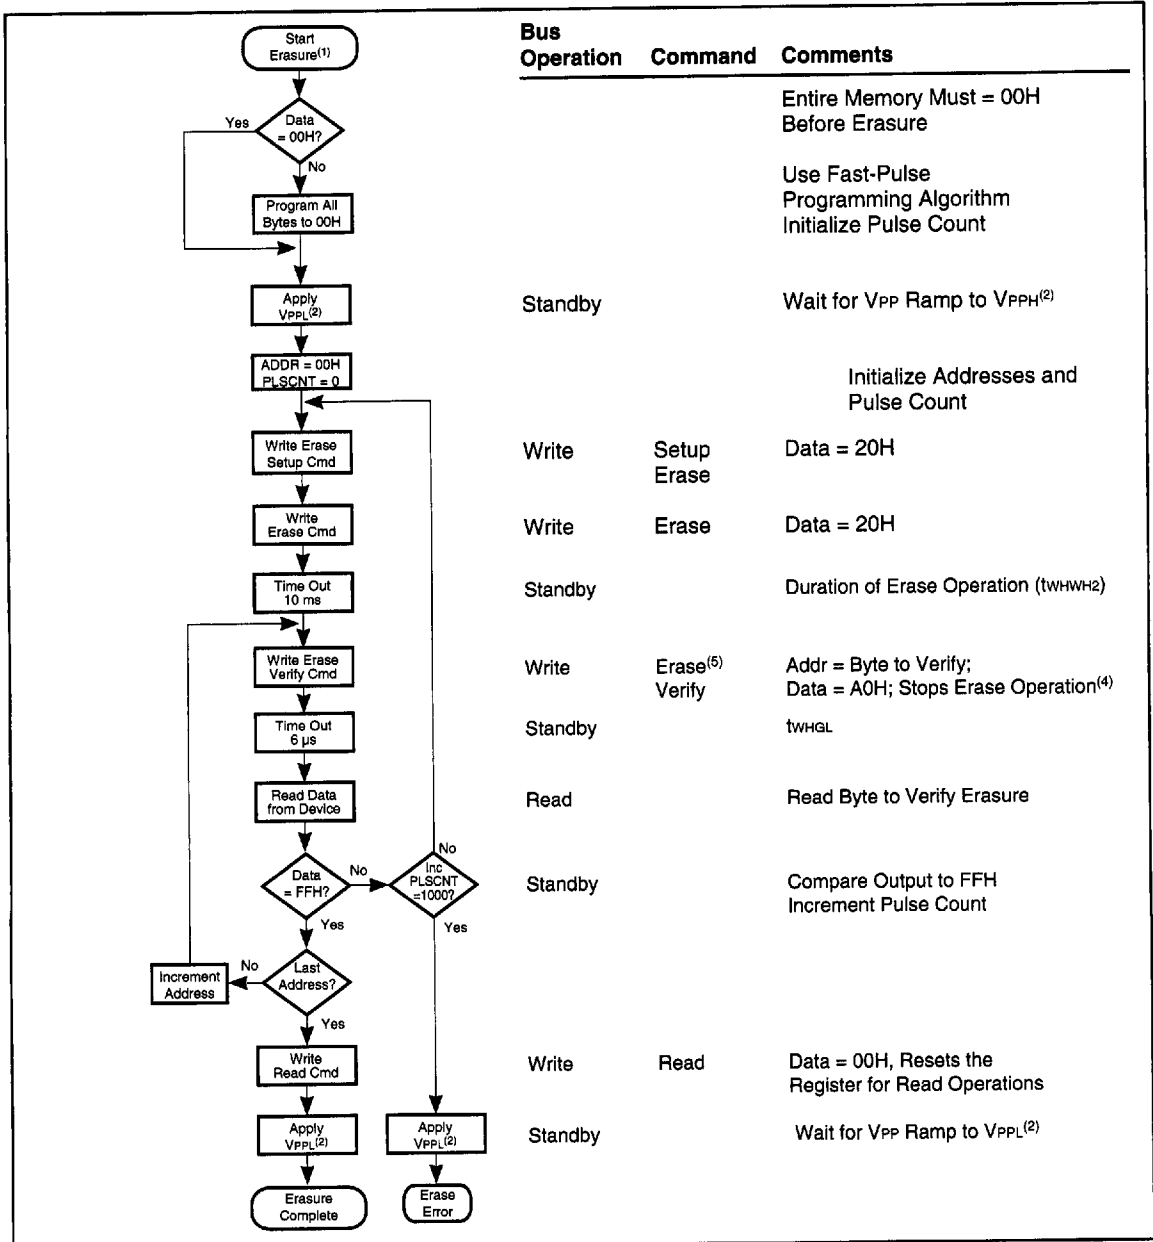 Start
Erasure(1)
Data
= 00H?
Yes
No
Program All
Bytes to 00H
Apply
VPPL(2)
ADDR = 00H
PLSCNT = 0
Write Erase
Setup Cmd
Write
Erase Cmd
Time Out
10 ms
Write Erase
Verify Cmd
Time Out
6 µs
Read Data
from Device
Data
= FFH?
No
Yes
Inc
PLSCNT
=1000?
No
Yes
Last
Address?
No
Yes
Increment
Address
Write
Read Cmd
Apply
VPPL(2)
Apply
VPPL(2)
Erasure
Complete
Erase
Error
Bus
Operation Command Comments
Entire Memory Must = 00H
Before Erasure
Use Fast-Pulse
Programming Algorithm
Initialize Pulse Count
Standby Wait for VPP Ramp to VPPH(2)
Initialize Addresses and
Pulse Count
Write Setup Data = 20H
Erase
Write Erase Data = 20H
Standby Duration of Erase Operation (tWHWH2)
Write Erase(5) Addr = Byte to Verify;
Verify Data = A0H; Stops Erase Operation(4)
Standby tWHGL
Read Read Byte to Verify Erasure
Standby Compare Output to FFH
Increment Pulse Count
Write Read Data = 00H, Resets the
Register for Read Operations
Standby Wait for VPP Ramp to VPPL(2)